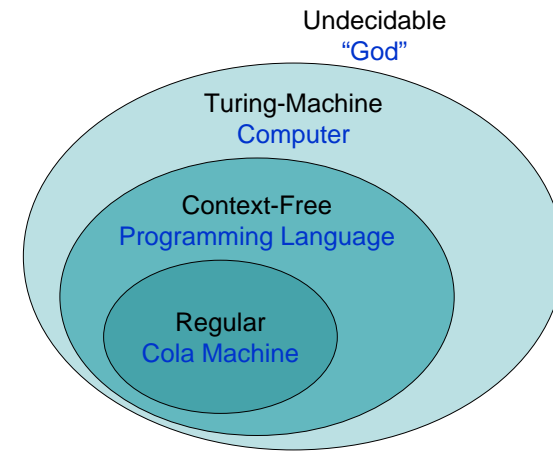 Undecidable
“God”
Turing-Machine
Computer
Context-Free
Programming Language
Regular
Cola Machine